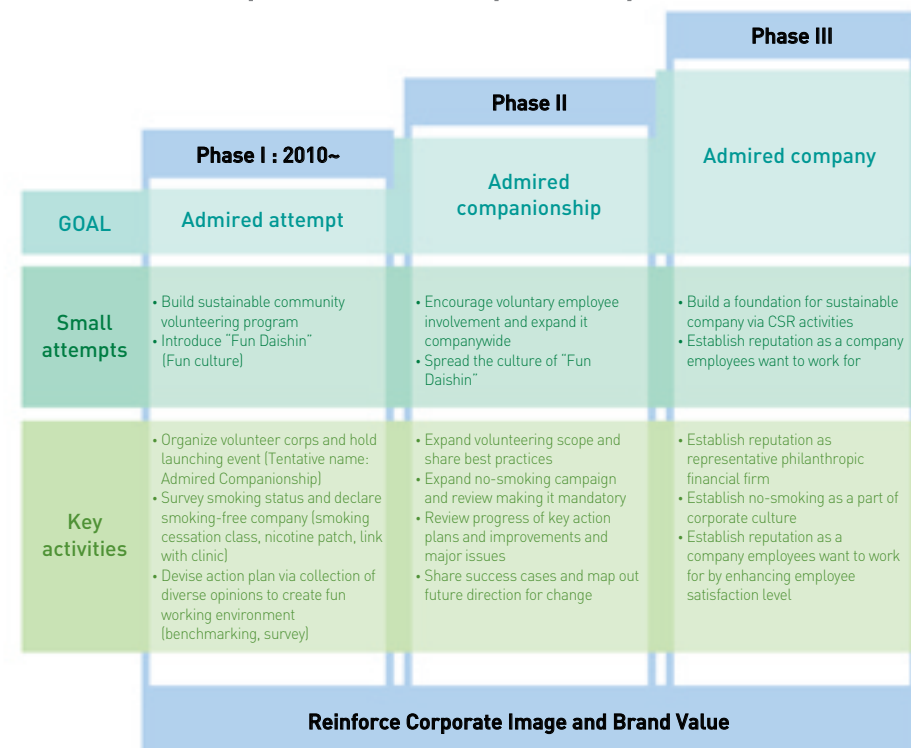 Phase III
Phase II
Phase I : 2010~
GOAL
Admired attempt
Admired
companionship
Admired company
Small
attempts
• Build sustainable community
volunteering program
• Introduce “Fun Daishin”
(Fun culture)
• Encourage voluntary employee
involvement and expand it
companywide
• Spread the culture of “Fun
Daishin”
• Build a foundation for sustainable
company via CSR activities
• Establish reputation as a company
employees want to work for
Key
activities
• Organize volunteer corps and hold
launching event (Tentative name:
Admired Companionship)
• Survey smoking status and declare
smoking-free company (smoking
cessation class, nicotine patch, link
with clinic)
• Devise action plan via collection of
diverse opinions to create fun
working environment
(benchmarking, survey)
• Expand volunteering scope and
share best practices
• Expand no-smoking campaign
and review making it mandatory
• Review progress of key action
plans and improvements and
major issues
• Share success cases and map out
future direction for change
• Establish reputation as
representative philanthropic
financial firm
• Establish no-smoking as a part of
corporate culture
• Establish reputation as a
company employees want to work
for by enhancing employee
satisfaction level
Reinforce Corporate Image and Brand Value